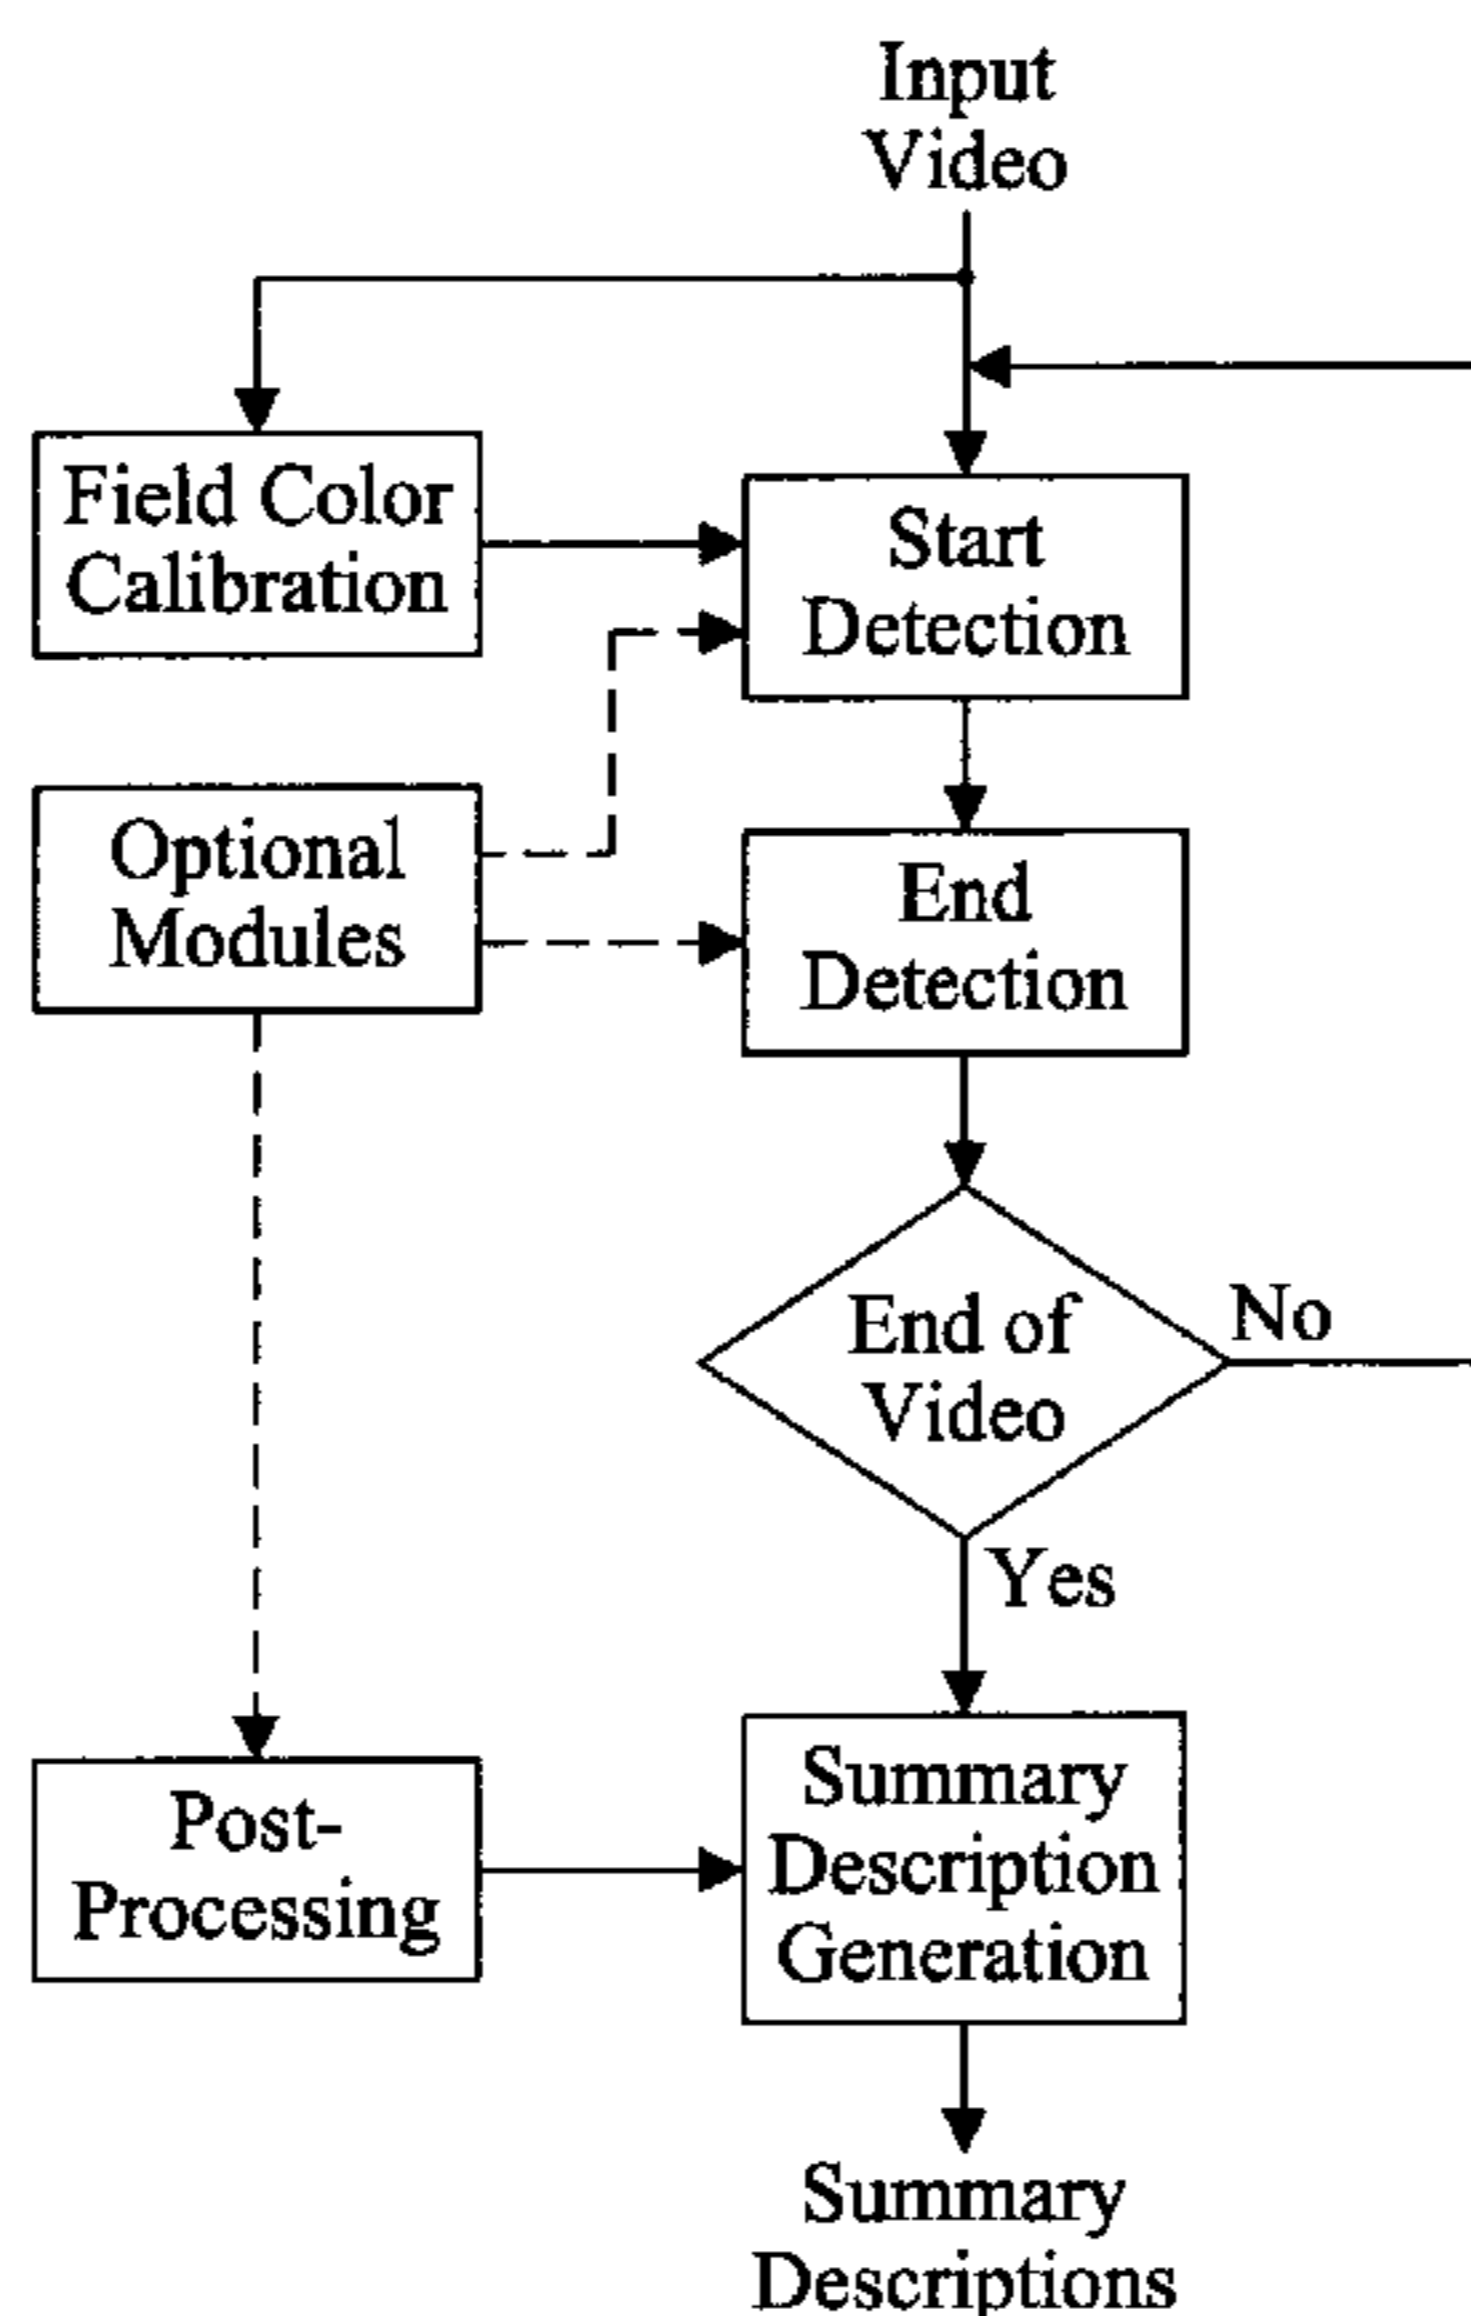 Input
Video
Field Color
Calibration
Start
Detection
Optional
Modules
End
Detection
End of
Video
No
Yes
Post-
Processing
Summary
Description
Generation
Summary
Descriptions